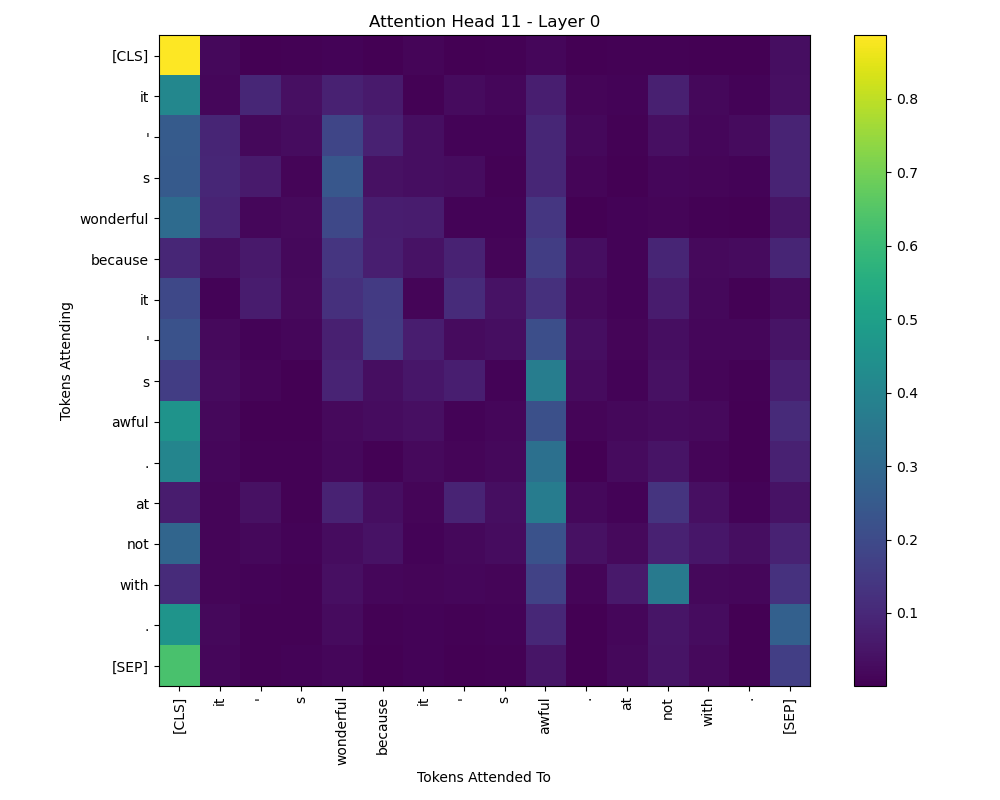 Attention Head 11 - Layer 0
[CLS]
it
'
s
wonderful
because
it
'
s
awful
.
at
not
with
.
[SEP]
Tokens Attending
[CLS]
it
'
s
wonderful
because
it
'
s
awful
.
at
not
with
.
[SEP]
Tokens Attended To
0.8
0.7
0.6
0.5
0.4
0.3
0.2
0.1